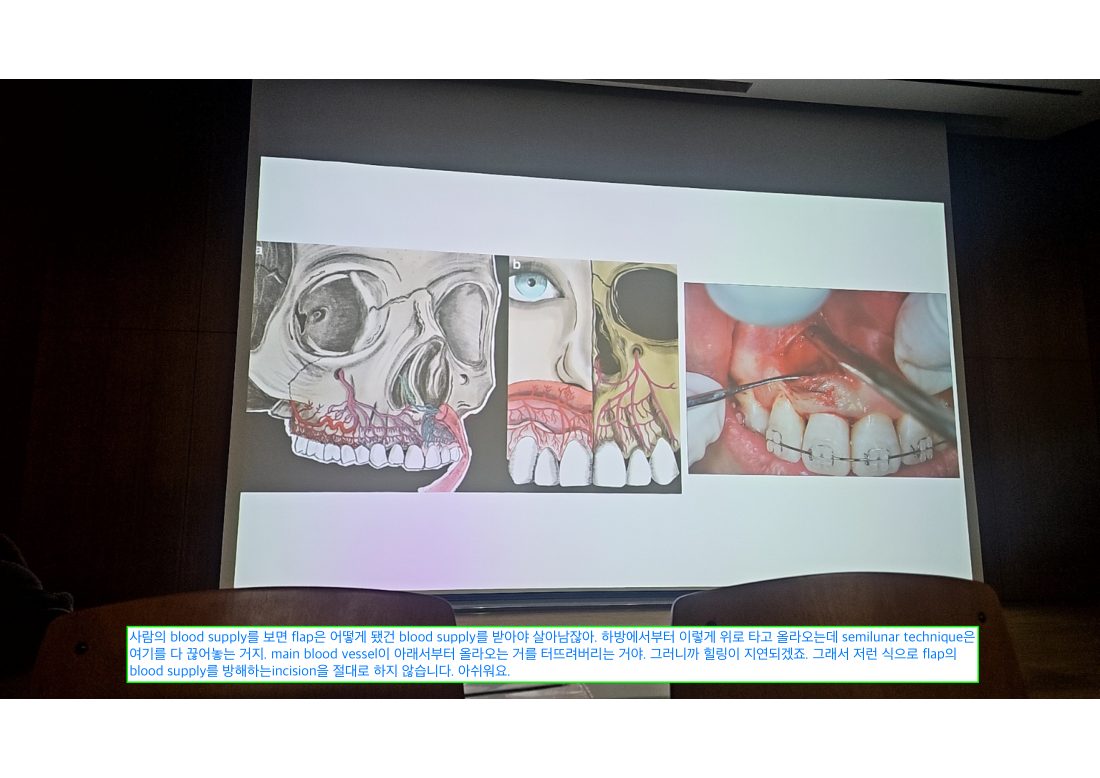 a
b
사람의 blood supply를 보면 flap은 어떻게 됐건 blood supply를 받아야 살아남잖아. 하방에서부터 이렇게 위로 타고 올라오는데 semilunar technique은
여기를 다 끊어놓는 거지. main blood vessel이 아래서부터 올라오는 거를 터뜨려버리는 거야. 그러니까 힐링이 지연되겠죠. 그래서 저런 식으로 flap의
blood supply를 방해하는incision을 절대로 하지 않습니다. 아쉬워요.